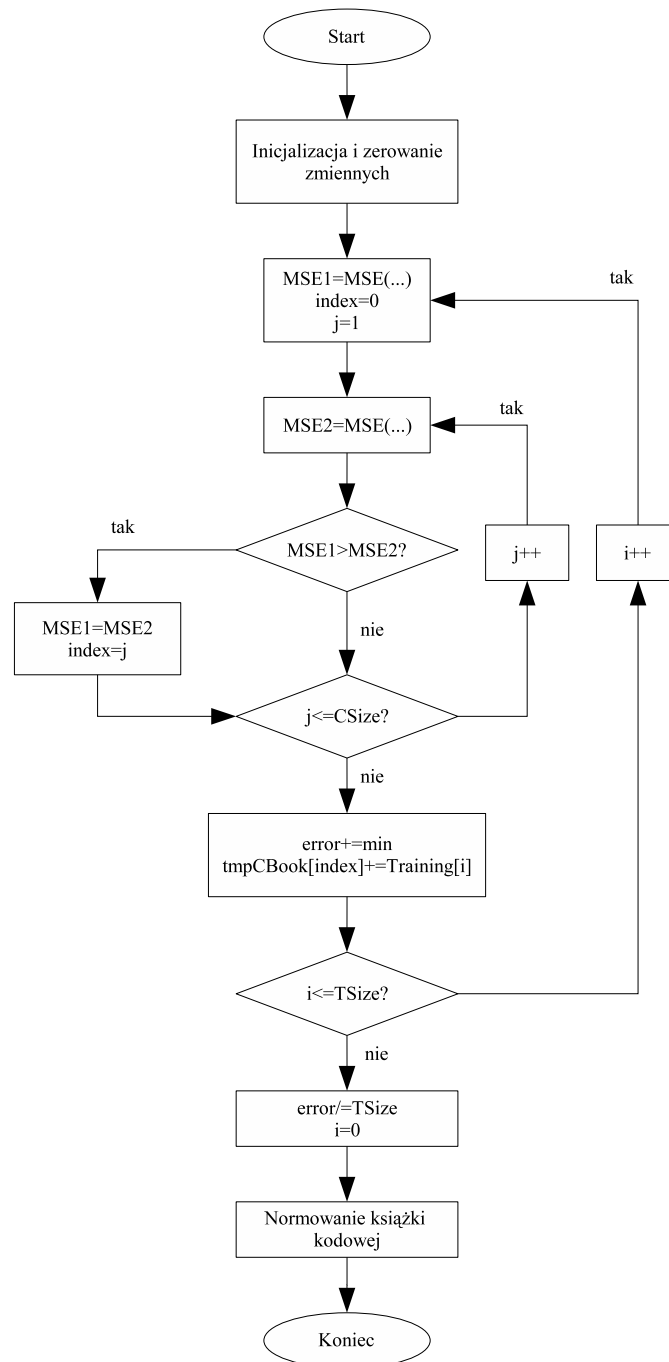 Start
Inicjalizacja i zerowanie
zmiennych
MSE1=MSE(...)
index=0
j=1
tak
MSE2=MSE(...)
tak
tak
MSE1>MSE2?
j++
i++
MSE1=MSE2
index=j
nie
j<=CSize?
nie
error+=min
tmpCBook[index]+=Training[i]
i<=TSize?
nie
error/=TSize
i=0
Normowanie książki
kodowej
Koniec